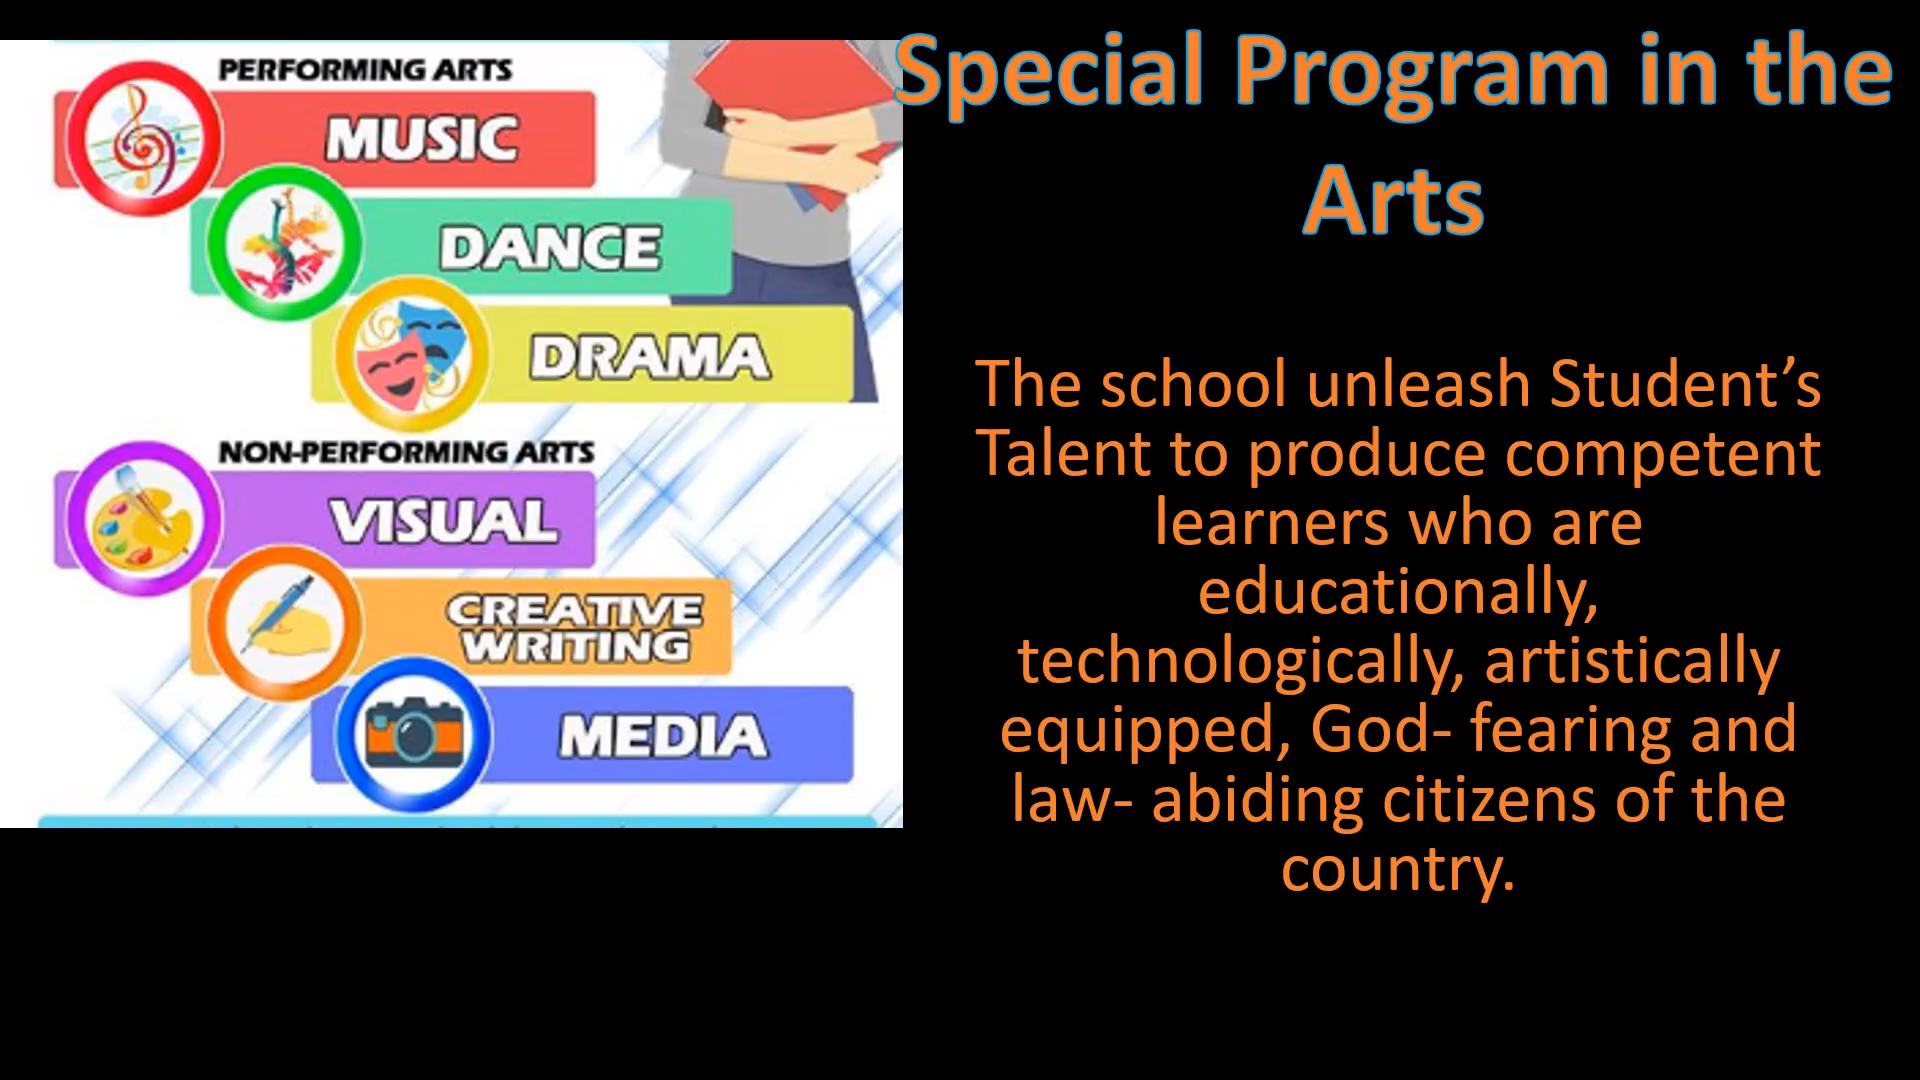 PERFORMING ARTS
MUSIC
DANCE
DRAMA
NON-PERFORMING ARTS
VISUAL
CREATIVE
WRITING
MEDIA
Special Program in the
Arts
The school unleash Student’s
Talent to produce competent
learners who are
educationally,
technologically, artistically
equipped, God- fearing and
law- abiding citizens of the
country.